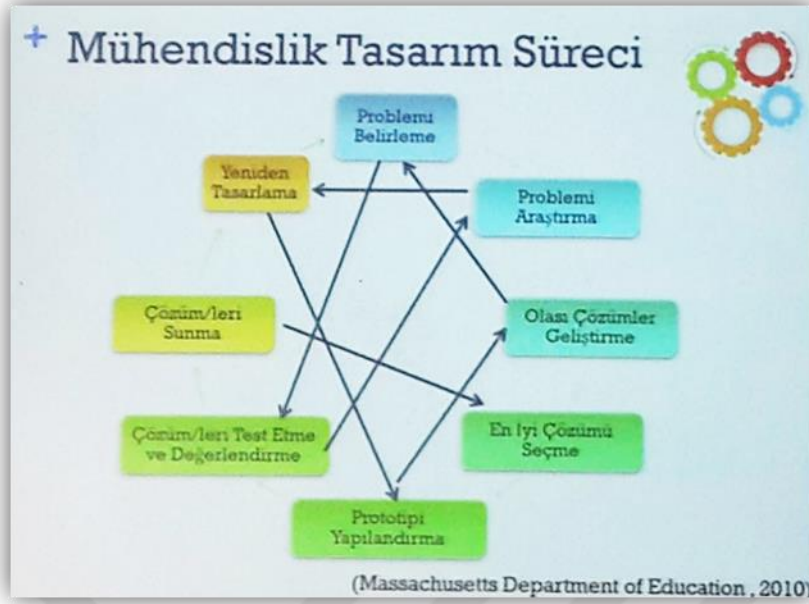 + Mühendislik Tasarım Süreci
Problemi
Belirleme
Yeniden
Tasarlama
Problemi
Araştırma
Çözüm/leri
Sunma
Olası Çözümler
Geliştirme
Çözüm/leri Test Etme
ve Değerlendirme
En İyi Çözümü
Seçme
Prototipi
Yapılandırma
(Massachusetts Department of Education , 2010)